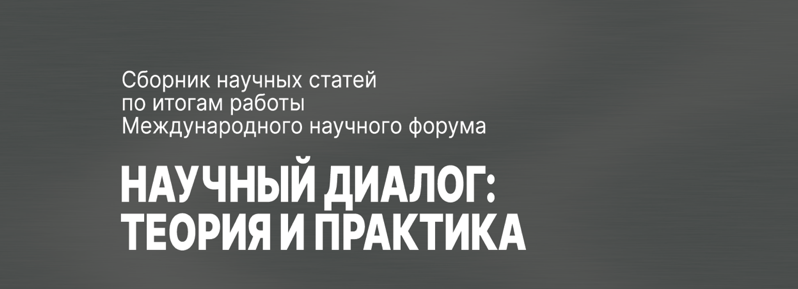 Сборник научных статей
по итогам работы
Международного научного форума
НАУЧНЫЙ ДИАЛОГ:
ТЕОРИЯ И ПРАКТИКА